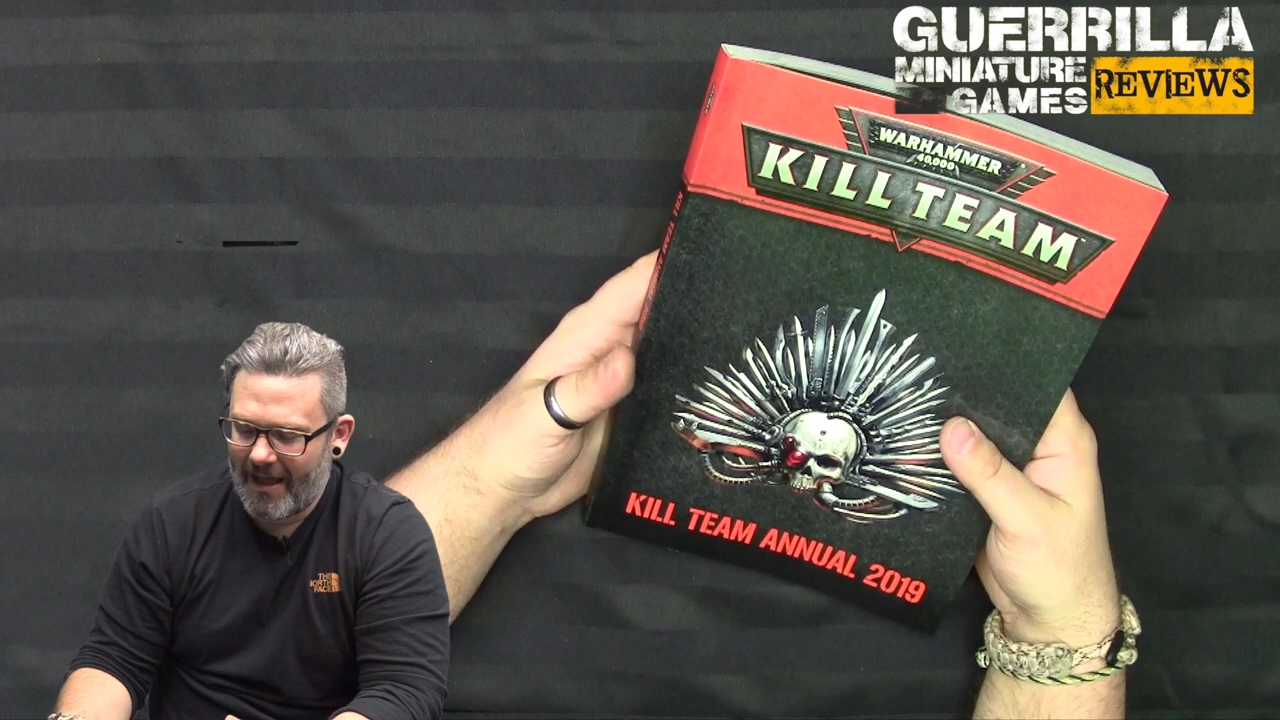 GUERRILLA
MINIATURE
GAMES
REVIEWS
WARHAMMER
40,000
KILL TEAM
KILL TEAM ANNUAL 2019
THE
NORTH
FACE